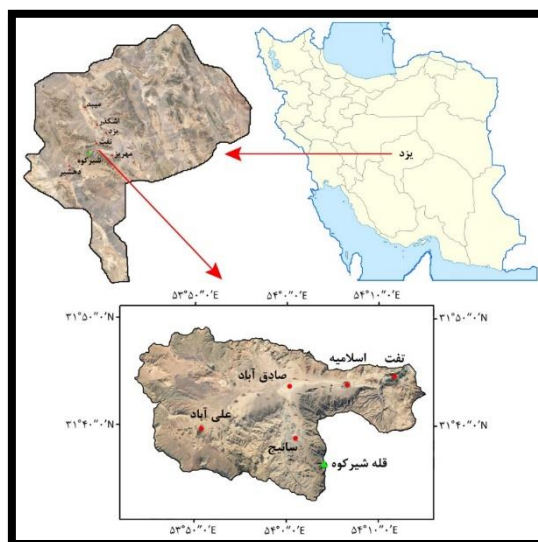 میبد
اشکذر
یزد
تفت
مهریز
شیرکوه
دهشیر
یزد
۵۳°۵۰'۰"E ۵۴°۰'۰"E ۵۴°۱۰'۰"E
۳۱°۵۰'۰"N ۳۱°۵۰'۰"N
تفت
اسلامیه
صادق آباد
علی آباد
۳۱°۴۰'۰"N ۳۱°۴۰'۰"N
سانیج
قله شیرکوه
۵۳°۵۰'۰"E ۵۴°۰'۰"E ۵۴°۱۰'۰"E